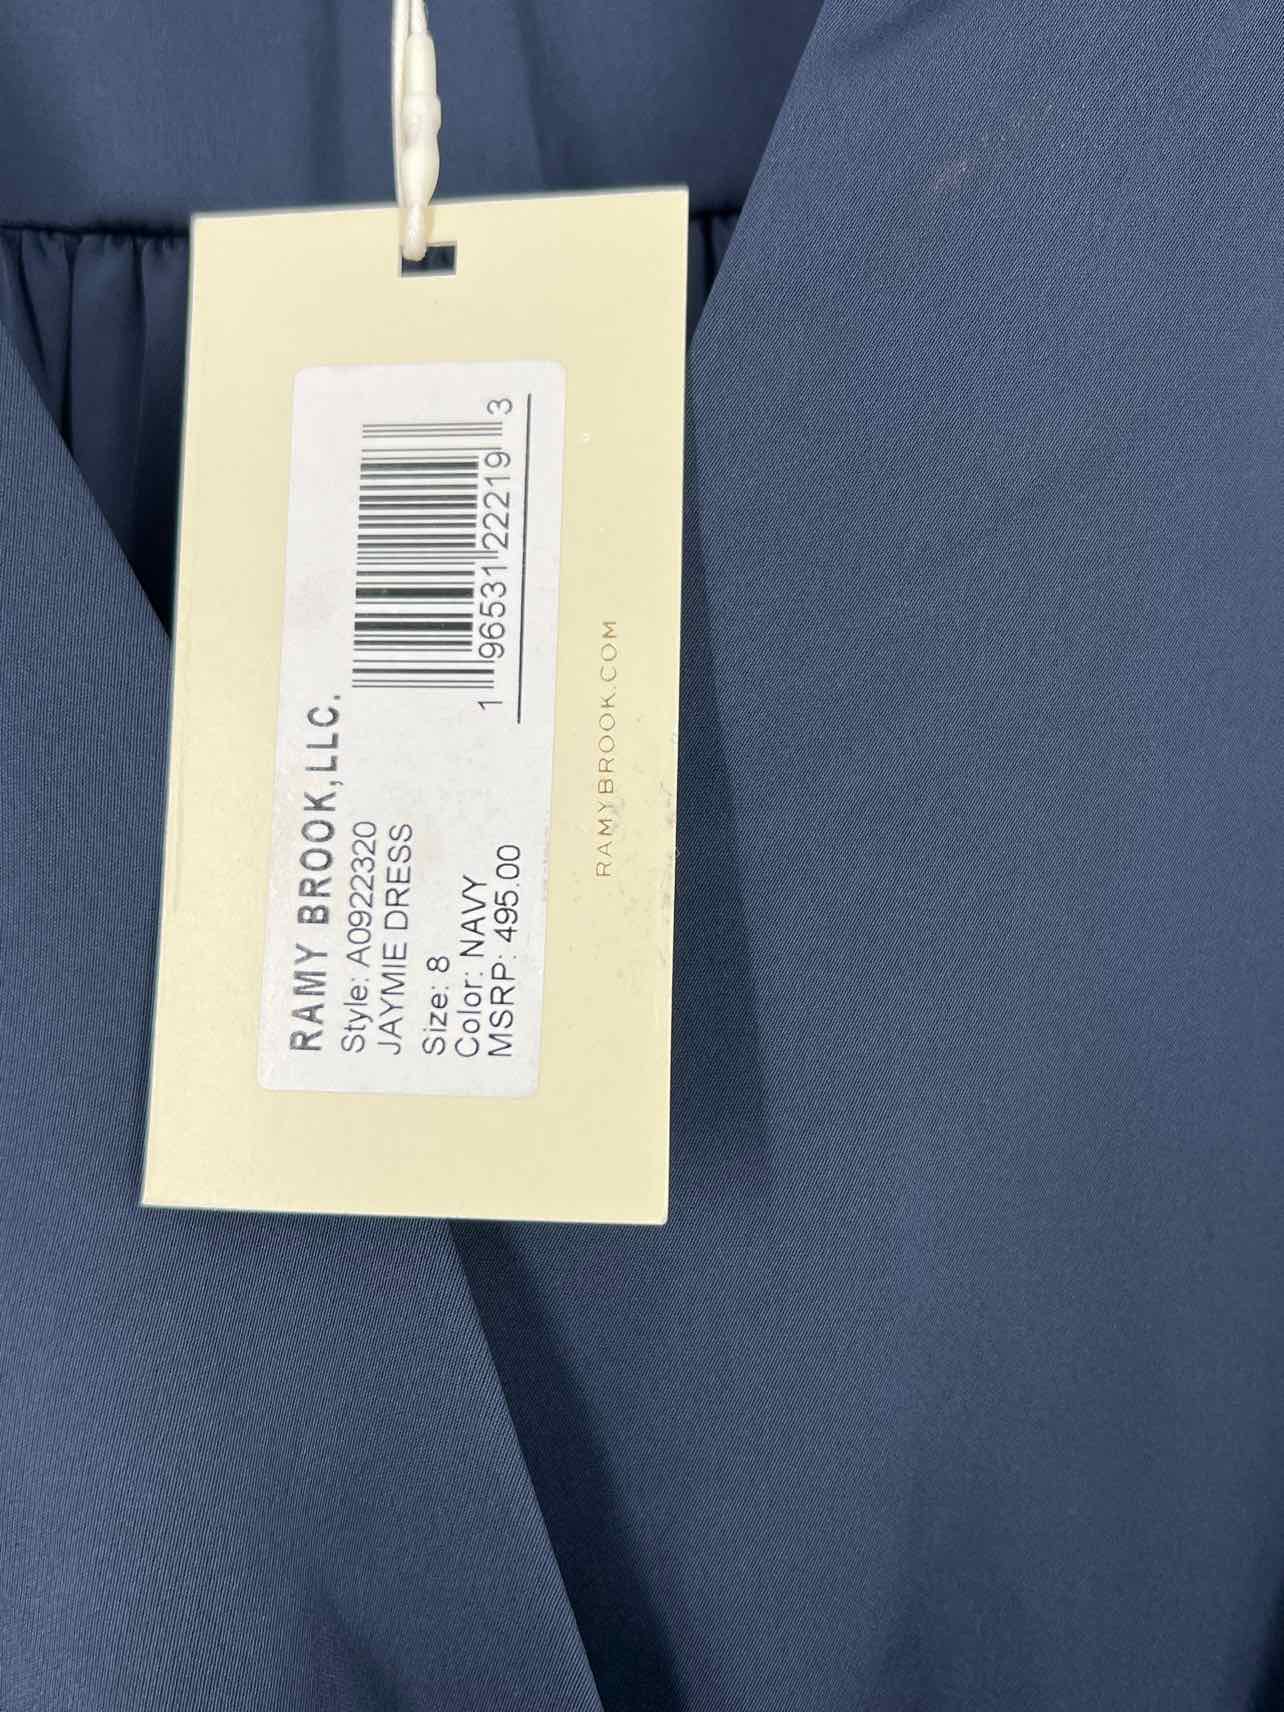 RAMY BROOK,LLC.
Style: A0922320
JAYMIE DRESS
Size: 8
Color: NAVY
MSRP: 495.00
1 96531 22219 3
RAMYBROOK.COM